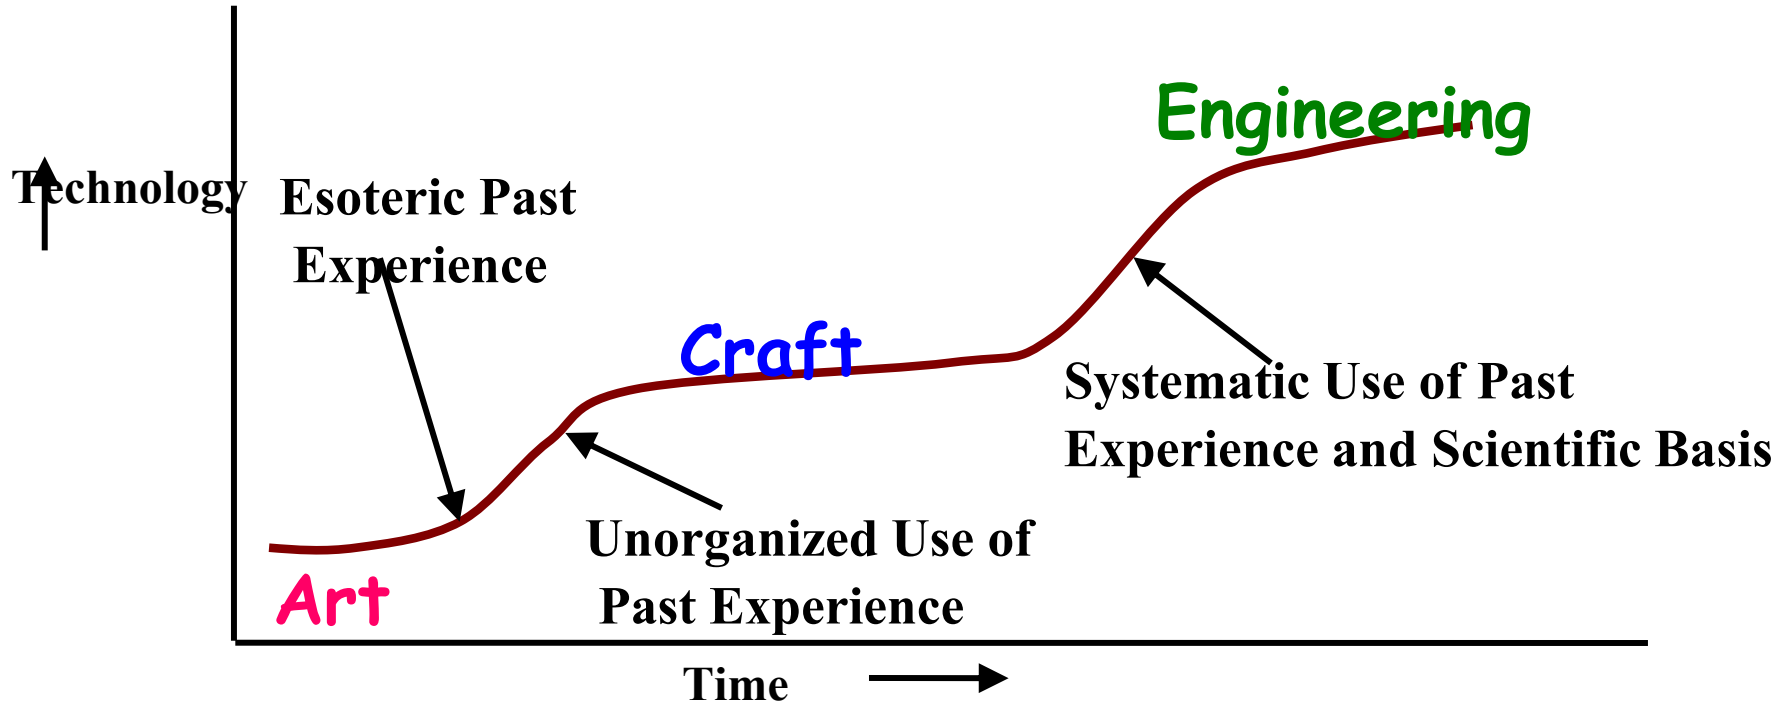 Engineering
Technology
Esoteric Past
Experience
Craft
Systematic Use of Past
Experience and Scientific Basis
Unorganized Use of
Past Experience
Art
Time